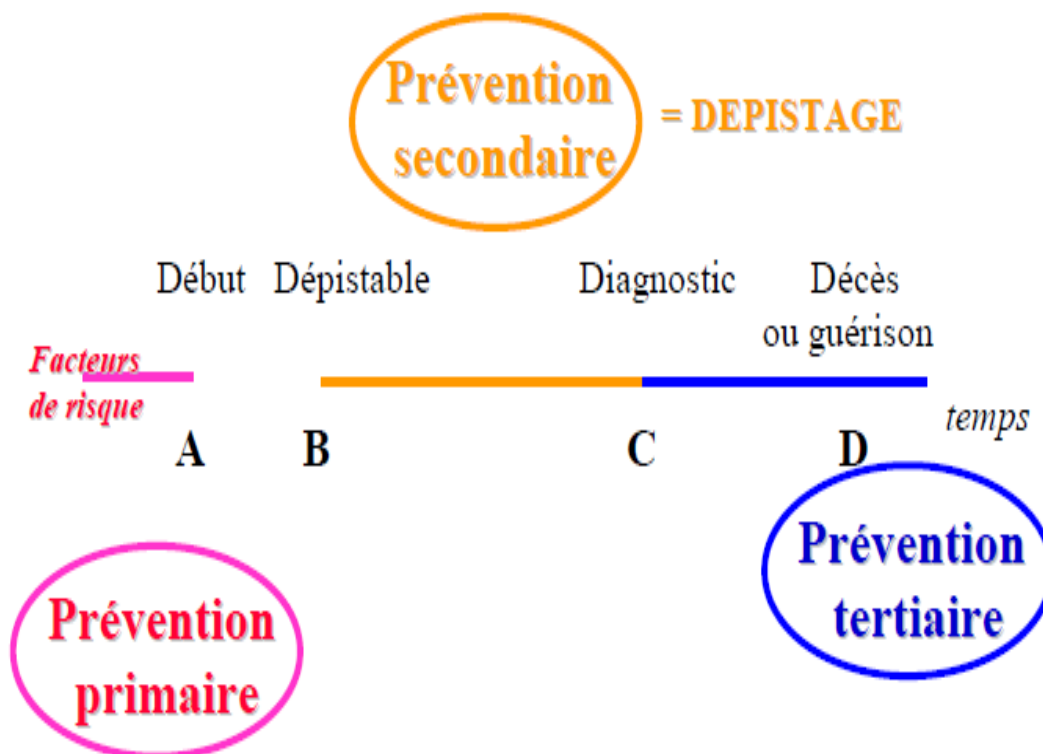 Prévention
secondaire
= DEPISTAGE
Début
Dépistable
Diagnostic
Décès
ou guérison
Facteurs
de risque
temps
A
B
C
D
Prévention
tertiaire
Prévention
primaire